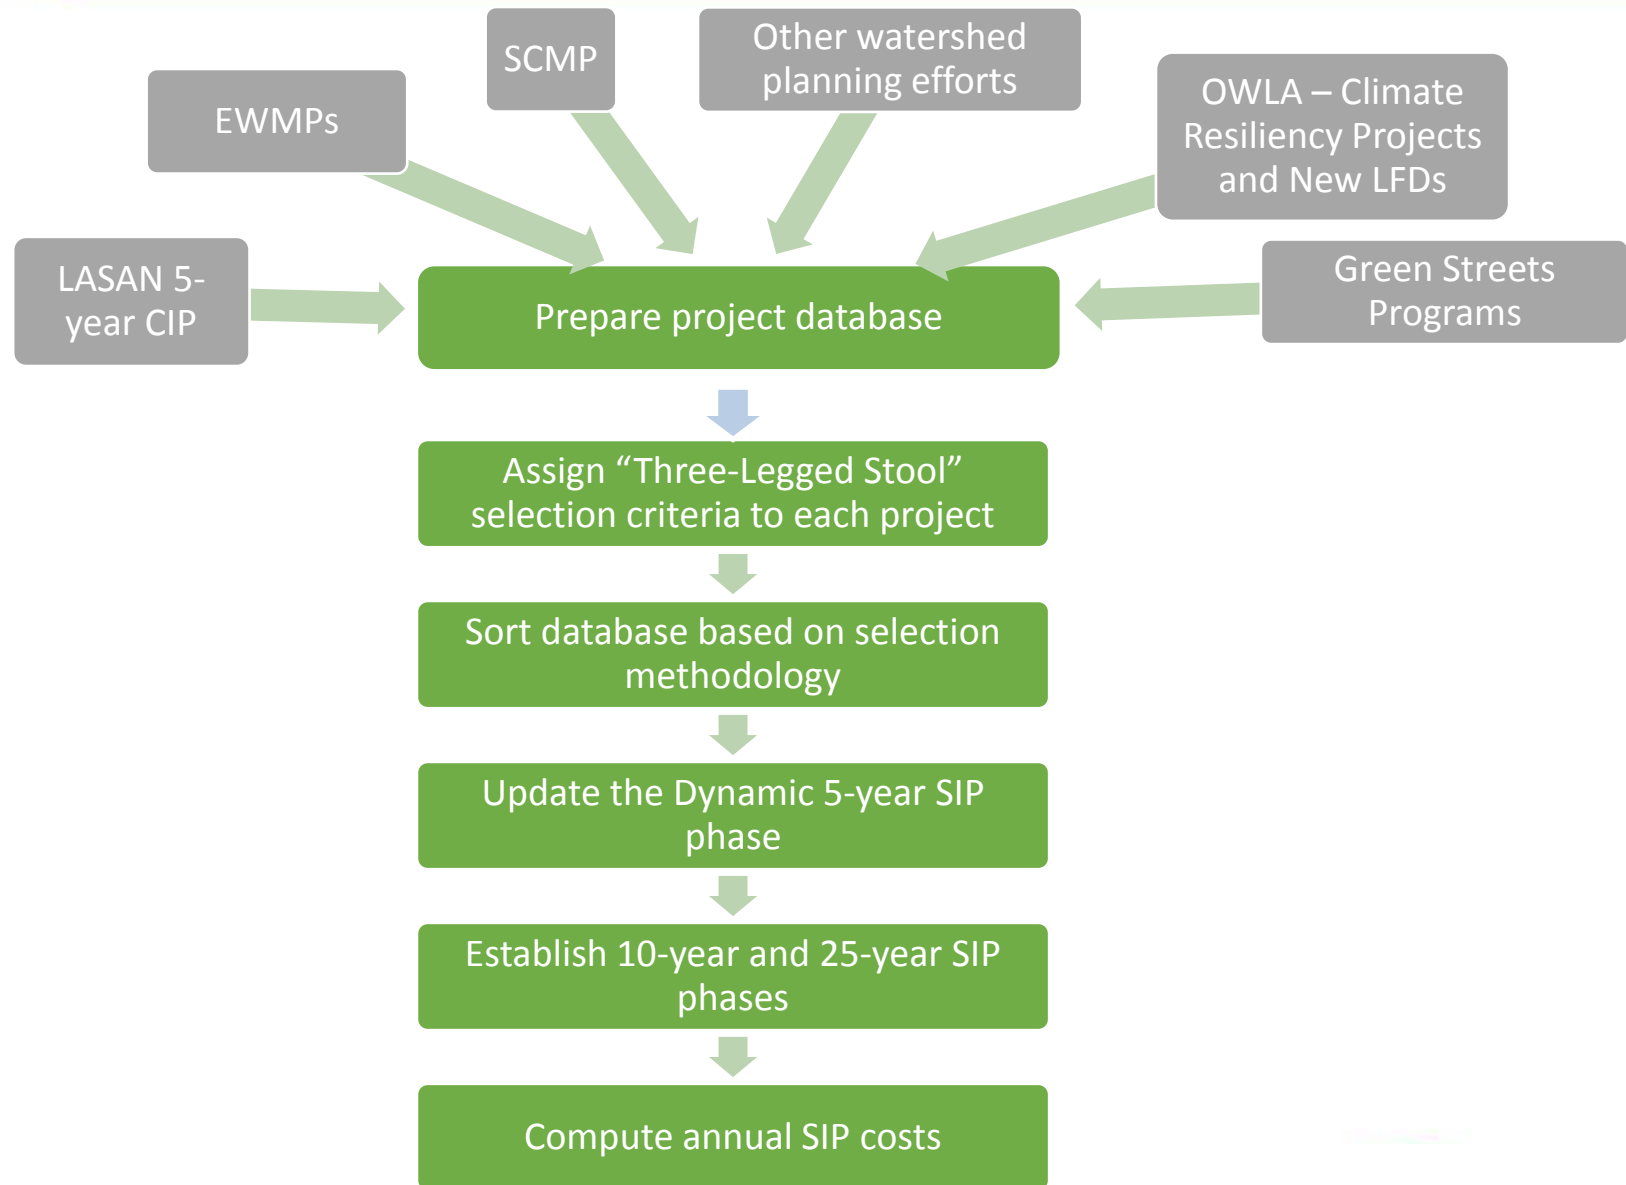 SCMP
Other watershed
planning efforts
EWMPs
OWLA – Climate
Resiliency Projects
and New LFDs
LASAN 5-
year CIP
Green Streets
Programs
Prepare project database
Assign “Three-Legged Stool”
selection criteria to each project
Sort database based on selection
methodology
Update the Dynamic 5-year SIP
phase
Establish 10-year and 25-year SIP
phases
Compute annual SIP costs